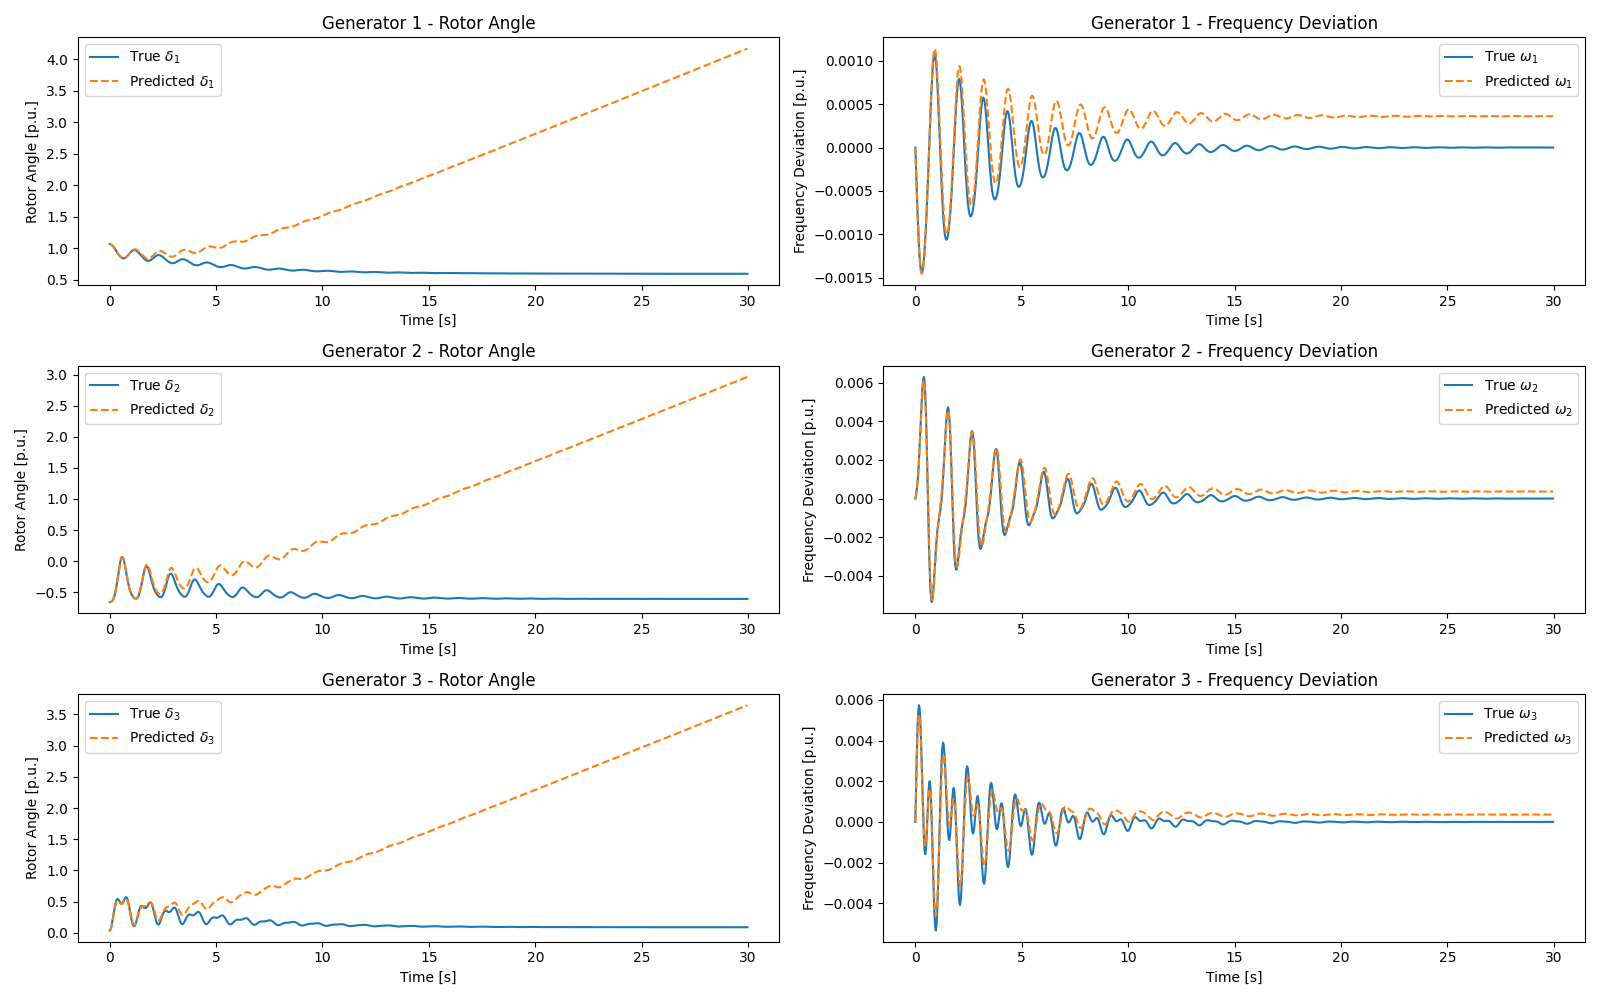 Generator 1 - Rotor Angle
Rotor Angle [p.u.]
4.0
3.5
3.0
2.5
2.0
1.5
1.0
0.5
True δ1
Predicted δ1
0 5 10 15 20 25 30
Time [s]
Generator 1 - Frequency Deviation
Frequency Deviation [p.u.]
0.0010
0.0005
0.0000
−0.0005
−0.0010
−0.0015
True ω1
Predicted ω1
0 5 10 15 20 25 30
Time [s]
Generator 2 - Rotor Angle
Rotor Angle [p.u.]
3.0
2.5
2.0
1.5
1.0
0.5
0.0
−0.5
True δ2
Predicted δ2
0 5 10 15 20 25 30
Time [s]
Generator 2 - Frequency Deviation
Frequency Deviation [p.u.]
0.006
0.004
0.002
0.000
−0.002
−0.004
True ω2
Predicted ω2
0 5 10 15 20 25 30
Time [s]
Generator 3 - Rotor Angle
Rotor Angle [p.u.]
3.5
3.0
2.5
2.0
1.5
1.0
0.5
0.0
True δ3
Predicted δ3
0 5 10 15 20 25 30
Time [s]
Generator 3 - Frequency Deviation
Frequency Deviation [p.u.]
0.006
0.004
0.002
0.000
−0.002
−0.004
True ω3
Predicted ω3
0 5 10 15 20 25 30
Time [s]